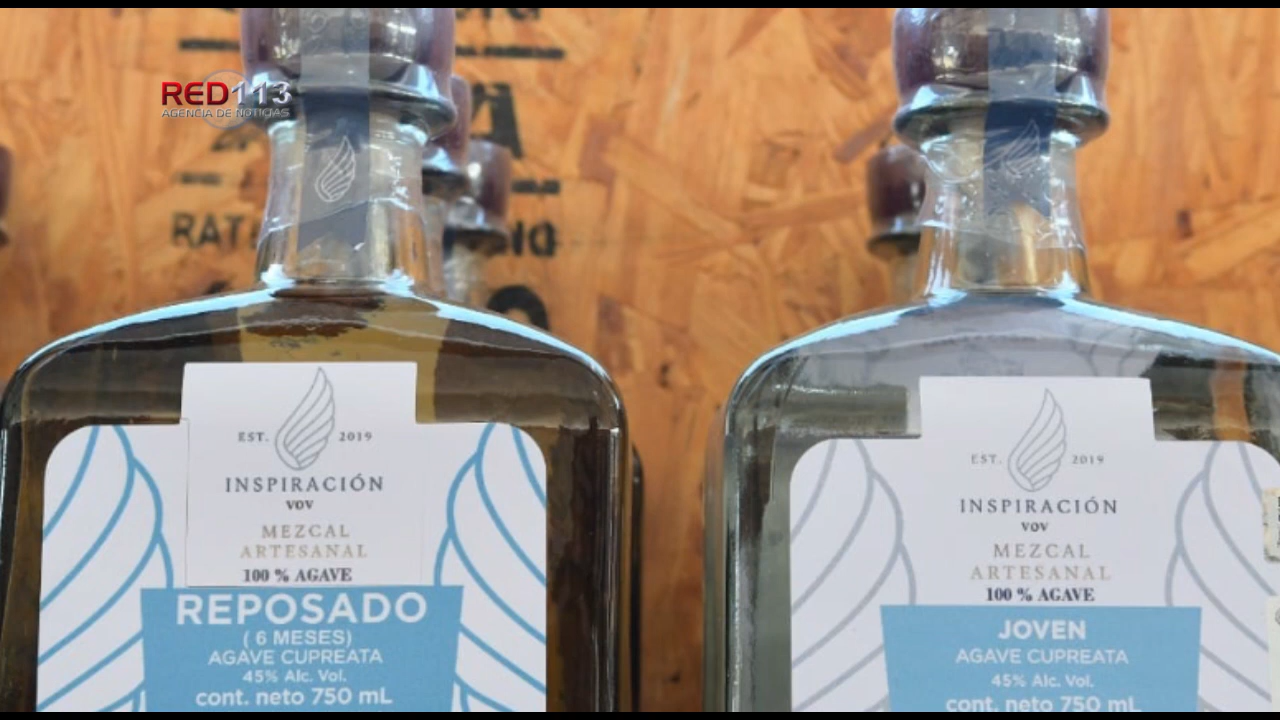 RED113
AGENCIA DE NOTICIAS
EST. 2019
INSPIRACIÓN
VOV
MEZCAL
ARTESANAL
100 % AGAVE
REPOSADO
( 6 MESES)
AGAVE CUPREATA
45% Alc. Vol.
cont. neto 750 mL
EST. 2019
INSPIRACIÓN
VOV
MEZCAL
ARTESANAL
100 % AGAVE
JOVEN
AGAVE CUPREATA
45% Alc. Vol.
cont. neto 750 mL